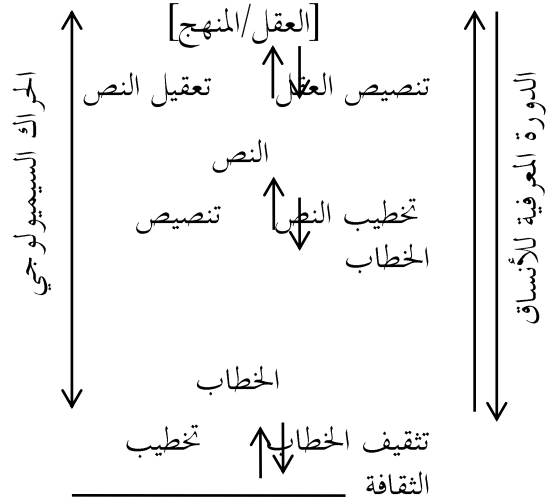 [العقل/المنهج]
تنصيص العقل تعقيل النص
النص
تخطيب النص تنصيص
الخطاب
الخطاب
تثقيف الخطاب تخطيب
الثقافة
الحراك السيميولوجي
الدورة المعرفية للأنساق